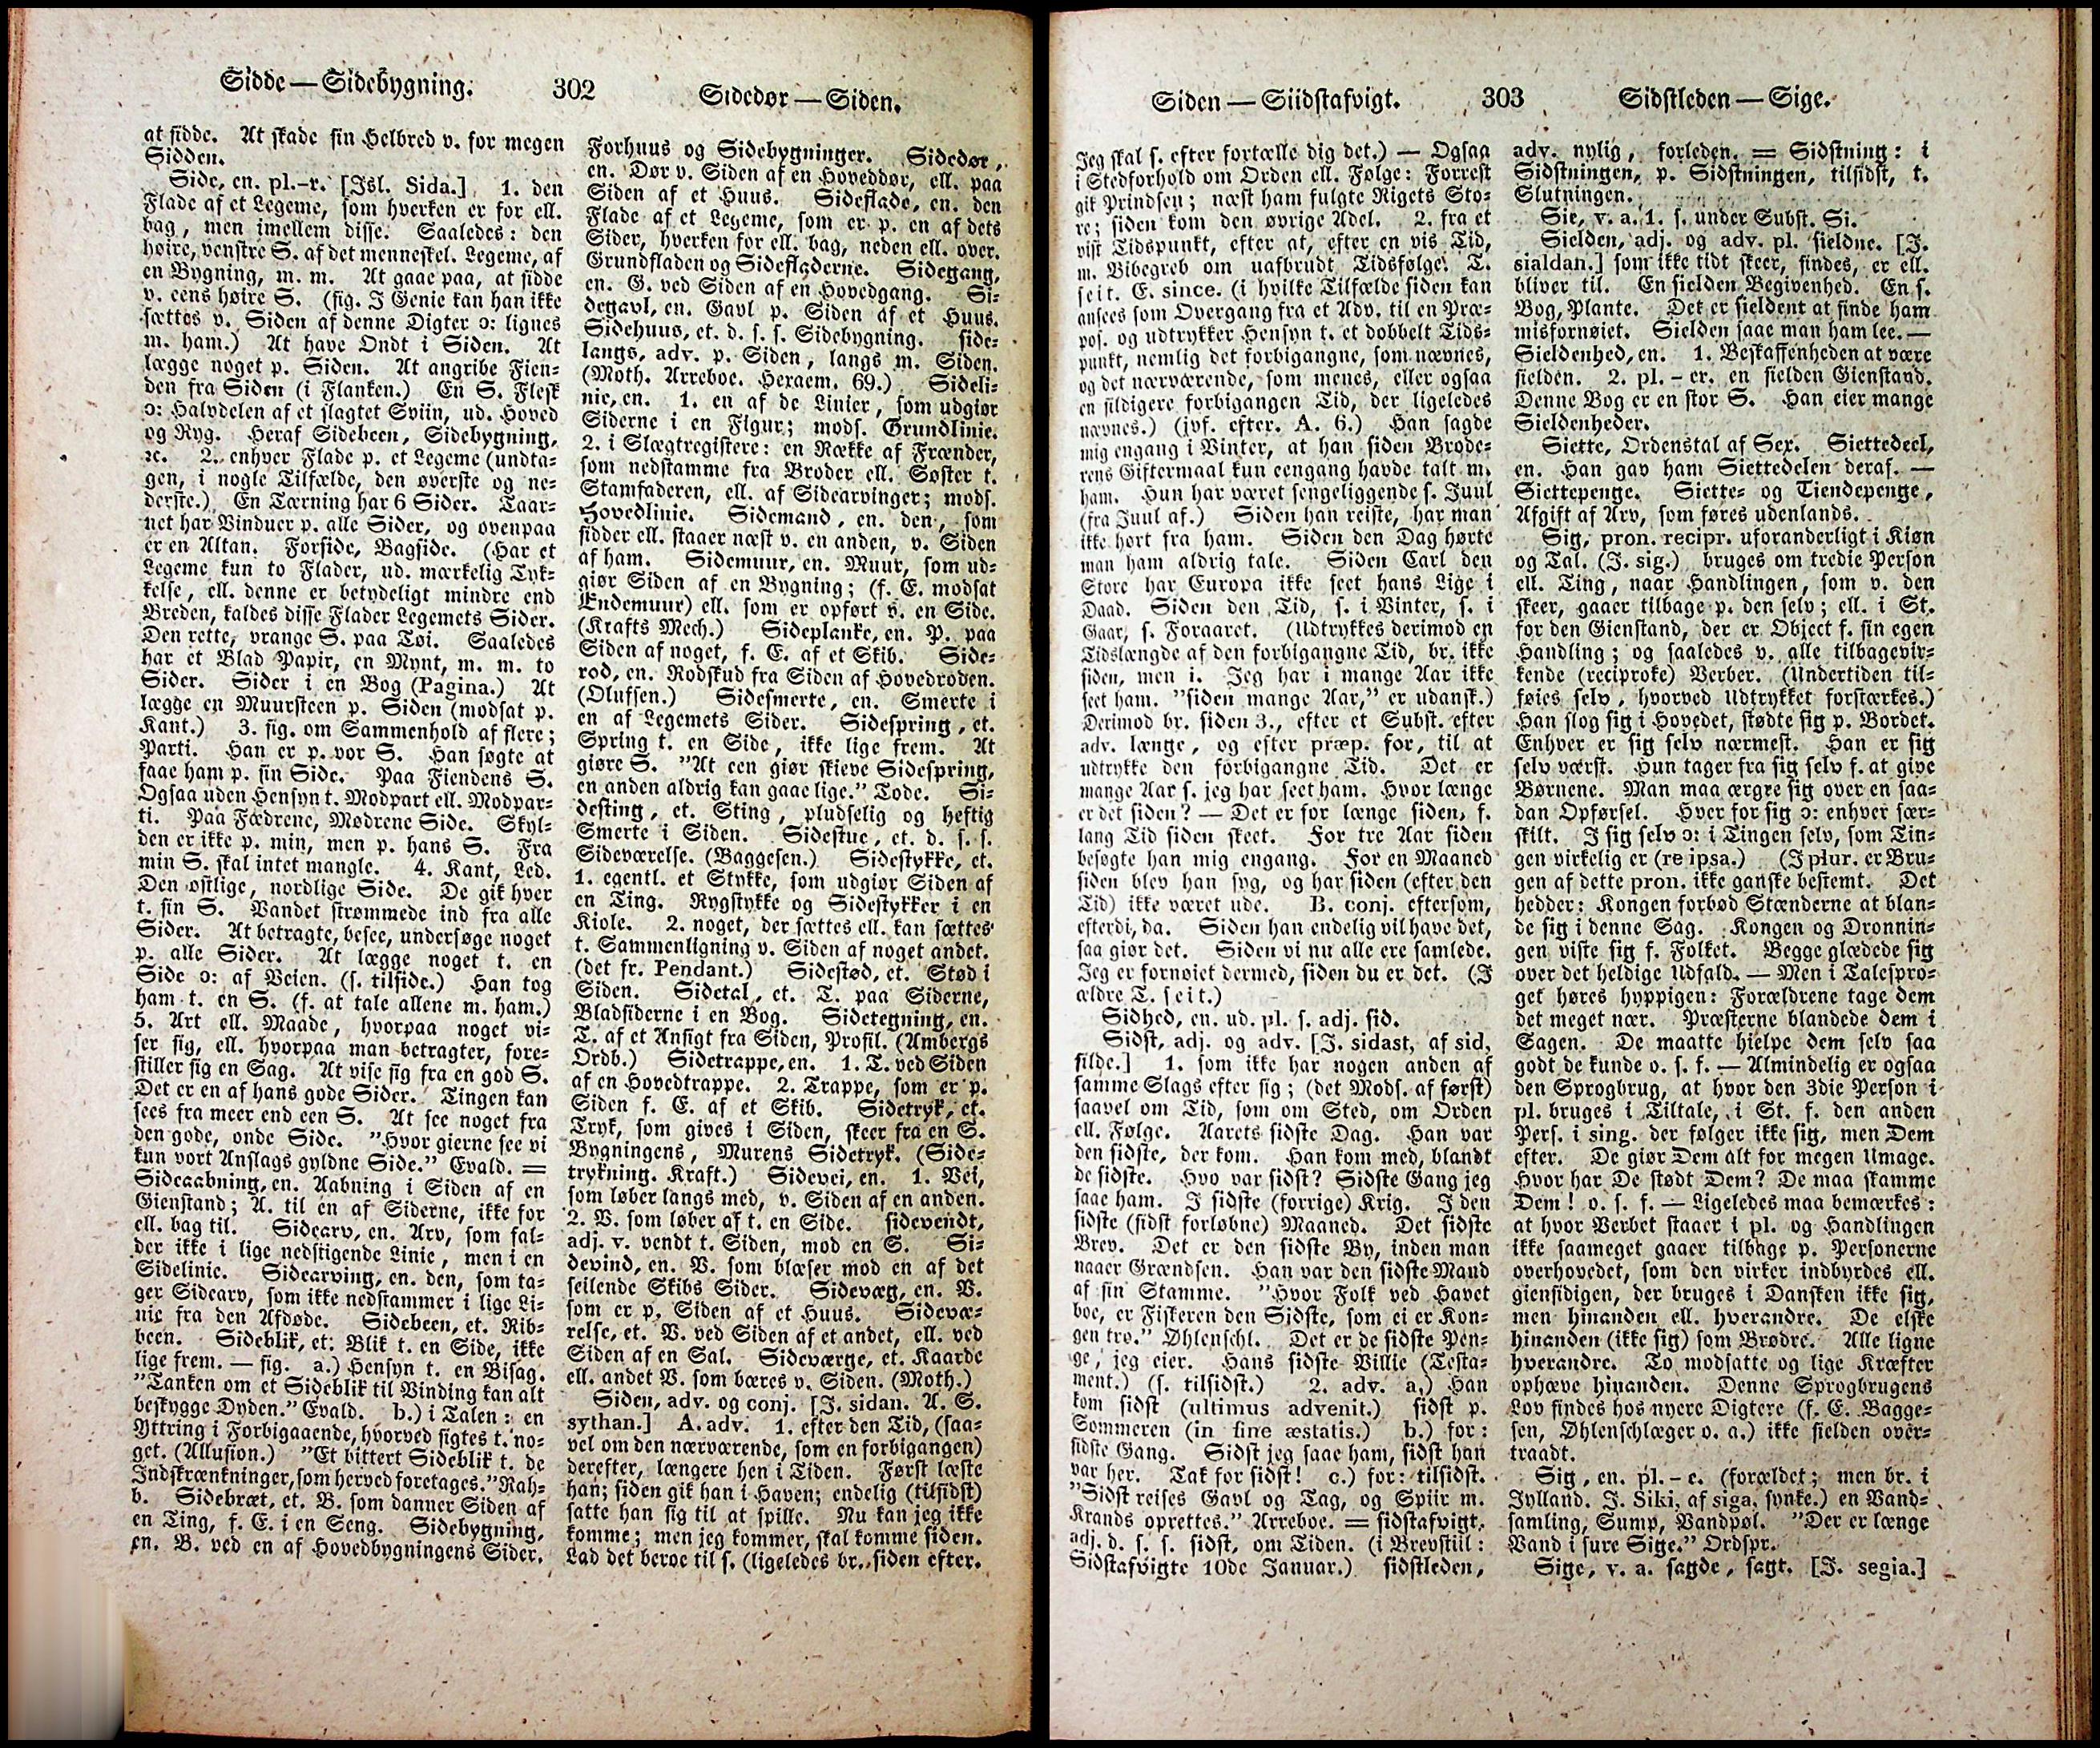 Sidde — Sidebygning.
302
Sidedør — Siden.
at sidde. At skade sin Helbred v. for megen
Sidden.
Side, en. pl.-r. [Isl. Sida.] 1. den
Flade af et Legeme, som hverken er for ell.
bag, men imellem disse. Saaledes: den
høire, venstre S. af det menneskel. Legeme, af
en Bygning, m. m. At gaae paa, at sidde
v. eens høire S. (fig. I Genie kan han ikke
sættes v. Siden af denne Digter ɔ: lignes
m. ham.) At have Ondt i Siden. At
lægge noget p. Siden. At angribe Fien-
den fra Siden (i Flanken.) En S. Flesk
ɔ: Halvdelen af et slagtet Sviin, ud. Hoved
og Ryg. Heraf Sidebeen, Sidebygning,
ꝛc. 2. enhver Flade p. et Legeme (undta-
gen, i nogle Tilfælde, den øverste og ne-
derste.) En Tærning har 6 Sider. Taar-
net har Vinduer p. alle Sider, og ovenpaa
er en Altan. Forside, Bagside. (Har et
Legeme kun to Flader, ud. mærkelig Tyk-
kelse, ell. denne er betydeligt mindre end
Breden, kaldes disse Flader Legemets Sider.
Den rette, vrange S. paa Tøi. Saaledes
har et Blad Papir, en Mynt, m. m. to
Sider. Sider i en Bog (Pagina.) At
lægge en Muursteen p. Siden (modsat p.
Kant.) 3. fig. om Sammenhold af flere;
Parti. Han er p. vor S. Han søgte at
faae ham p. sin Side. Paa Fiendens S.
Ogsaa uden Hensyn t. Modpart ell. Modpar-
ti. Paa Fædrene, Mødrene Side. Skyl-
den er ikke p. min, men p. hans S. Fra
min S. skal intet mangle. 4. Kant, Led.
Den østlige, nordlige Side. De gik hver
t. sin S. Vandet strømmede ind fra alle
Sider. At betragte, besee, undersøge noget
p. alle Sider. At lægge noget t. en
Side ɔ: af Veien. (s. tilside.) Han tog
ham t. en S. (f. at tale allene m. ham.)
5. Art ell. Maade, hvorpaa noget vi-
ser sig, ell. hvorpaa man betragter, fore-
stiller sig en Sag. At vise sig fra en god S.
Det er en af hans gode Sider. Tingen kan
sees fra meer end een S. At see noget fra
den gode, onde Side. "Hvor gierne see vi
kun vort Anslags gyldne Side." Evald. =
Sideaabning, en. Aabning i Siden af en
Gienstand; A. til en af Siderne, ikke for
ell. bag til. Sidearv, en. Arv, som fal-
der ikke i lige nedstigende Linie, men i en
Sidelinie. Sidearving, en. den, som ta-
ger Sidearv, som ikke nedstammer i lige Li-
nie fra den Afdøde. Sidebeen, et. Rib-
been. Sideblik, et. Blik t. en Side, ikke
lige frem. — fig. a.) Hensyn t. en Bisag.
"Tanken om et Sideblik til Vinding kan alt
beskygge Dyden." Evald. b.) i Talen: en
Yttring i Forbigaaende, hvorved sigtes t. no-
get. (Allusion.) "Et bittert Sideblik t. de
Indskrænkninger, som herved foretages." Rah-
b. Sidebræt, et. B. som danner Siden af
en Ting, f. E. i en Seng. Sidebygning,
en. B. ved en af Hovedbygningens Sider.
Forhuus og Sidebygninger. Sidedør,
en. Dør v. Siden af en Hoveddør, ell. paa
Siden af et Huus. Sideflade, en. den
Flade af et Legeme, som er p. en af dets
Sider, hverken for ell. bag, neden ell. over.
Grundfladen og Sidefladerne. Sidegang,
en. G. ved Siden af en Hovedgang. Si-
degavl, en. Gavl p. Siden af et Huus.
Sidehuus, et. d. s. s. Sidebygning. side-
langs, adv. p. Siden, langs m. Siden.
(Moth. Arreboe. Hexaem. 69.) Sideli-
nie, en. 1. en af de Linier, som udgiør
Siderne i en Figur; mods. Grundlinie.
2. i Slægtregistere: en Række af Frænder,
som nedstamme fra Broder ell. Søster t.
Stamfaderen, ell. af Sidearvinger; mods.
Hovedlinie. Sidemand, en. den, som
sidder ell. staaer næst v. en anden, v. Siden
af ham. Sidemuur, en. Muur, som ud-
giør Siden af en Bygning; (f. E. modsat
Endemuur) ell. som er opført v. en Side.
(Krafts Mech.) Sideplanke, en. P. paa
Siden af noget, f. E. af et Skib. Side-
rod, en. Rodskud fra Siden af Hovedroden.
(Olufsen.) Sidesmerte, en. Smerte i
en af Legemets Sider. Sidespring, et.
Spring t. en Side, ikke lige frem. At
giøre S. "At een giør skieve Sidespring,
en anden aldrig kan gaae lige." Tode. Si-
desting, et. Sting, pludselig og heftig
Smerte i Siden. Sidestue, et. d. s. s.
Sideværelse. (Baggesen.) Sidestykke, et.
1. egentl. et Stykke, som udgiør Siden af
en Ting. Rygstykke og Sidestykker i en
Kiole. 2. noget, der sættes ell. kan sættes
t. Sammenligning v. Siden af noget andet.
(det fr. Pendant.) Sidestød, et. Stød i
Siden. Sidetal, et. T. paa Siderne,
Bladsiderne i en Bog. Sidetegning, en.
T. af et Ansigt fra Siden, Profil. (Ambergs
Ordb.) Sidetrappe, en. 1. T. ved Siden
af en Hovedtrappe. 2. Trappe, som er p.
Siden f. E. af et Skib. Sidetryk, et.
Tryk, som gives i Siden, skeer fra en S.
Bygningens, Murens Sidetryk. (Side-
trykning. Kraft.) Sidevei, en. 1. Vei,
som løber langs med, v. Siden af en anden.
2. V. som løber af t. en Side. sidevendt,
adj. v. vendt t. Siden, mod en S. Si-
devind, en. V. som blæser mod en af det
seilende Skibs Sider. Sidevæg, en. V.
som er p. Siden af et Huus. Sidevæ-
relse, et. V. ved Siden af et andet, ell. ved
Siden af en Sal. Sideværge, et. Kaarde
ell. andet V. som bæres v. Siden. (Moth.)
Siden, adv. og conj. [I. sidan. A. S.
sythan.] A. adv. 1. efter den Tid, (saa-
vel om den nærværende, som en forbigangen)
derefter, længere hen i Tiden. Først læste
han; siden gik han i Haven; endelig (tilsidst)
satte han sig til at spille. Nu kan jeg ikke
komme; men jeg kommer, skal komme siden.
Lad det beroe til s. (ligeledes br. siden efter.
Siden — Siidstafvigt.
303
Sidstleden — Sige.
Jeg skal s. efter fortælle dig det.) — Ogsaa
i Stedforhold om Orden ell. Følge: Forrest
gik Prindsen; næst ham fulgte Rigets Sto-
re; siden kom den øvrige Adel. 2. fra et
vist Tidspunkt, efter at, efter en vis Tid,
m. Bibegreb om uafbrudt Tidsfølge. T.
seit. E. since. (i hvilke Tilfælde siden kan
ansees som Overgang fra et Adv. til en Præ-
pos. og udtrykker Hensyn t. et dobbelt Tids-
punkt, nemlig det forbigangne, som nævnes,
og det nærværende, som menes, eller ogsaa
en sildigere forbigangen Tid, der ligeledes
nævnes.) (jvf. efter. A. 6.) Han sagde
mig engang i Vinter, at han siden Brode-
rens Giftermaal kun eengang havde talt m.
ham. Hun har været sengeliggende s. Juul
(fra Juul af.) Siden han reiste, har man
ikke hørt fra ham. Siden den Dag hørte
man ham aldrig tale. Siden Carl den
Store har Europa ikke seet hans Lige i
Daad. Siden den Tid, s. i Vinter, s. i
Gaar, s. Foraaret. (Udtrykkes derimod en
Tidslængde af den forbigangne Tid, br. ikke
siden, men i. Jeg har i mange Aar ikke
seet ham. "siden mange Aar," er udansk.)
Derimod br. siden 3., efter et Subst. efter
adv. længe, og efter præp. for, til at
udtrykke den forbigangne Tid. Det er
mange Aar s. jeg har seet ham. Hvor længe
er det siden? — Det er for længe siden, f.
lang Tid siden skeet. For tre Aar siden
besøgte han mig engang. For en Maaned
siden blev han syg, og har siden (efter den
Tid) ikke været ude. B. conj. eftersom,
efterdi, da. Siden han endelig vil have det,
saa giør det. Siden vi nu alle ere samlede.
Jeg er fornøiet dermed, siden du er det. (I
ældre T. seit.)
Sidhed, en. ud. pl. s. adj. sid.
Sidst, adj. og adv. [I. sidast, af sid,
silde.] 1. som ikke har nogen anden af
samme Slags efter sig; (det Mods. af først)
saavel om Tid, som om Sted, om Orden
ell. Følge. Aarets sidste Dag. Han var
den sidste, der kom. Han kom med, blandt
de sidste. Hvo var sidst? Sidste Gang jeg
saae ham. I sidste (forrige) Krig. I den
sidste (sidst forløbne) Maaned. Det sidste
Brev. Det er den sidste By, inden man
naaer Grændsen. Han var den sidste Mand
af sin Stamme. "Hvor Folk ved Havet
boe, er Fiskeren den Sidste, som ei er Kon-
gen tro." Øhlenschl. Det er de sidste Pen-
ge, jeg eier. Hans sidste Villie (Testa-
ment.) (s. tilsidst.) 2. adv. a.) Han
kom sidst (ultimus advenit.) sidst p.
Sommeren (in fine æstatis.) b.) for:
sidste Gang. Sidst jeg saae ham, sidst han
var her. Tak for sidst! c.) for: tilsidst.
"Sidst reises Gavl og Tag, og Spiir m.
Krands oprettes." Arreboe. = sidstafvigt,
adj. d. s. s. sidst, om Tiden. (i Brevstiil:
Sidstafvigte 10de Januar.) sidstleden,
adv. nylig, forleden. = Sidstning: i
Sidstningen, p. Sidstningen, tilsidst, t.
Slutningen.
Sie, v. a. 1. s. under Subst. Si.
Sielden, adj. og adv. pl. sieldne. [I.
sialdan.] som ikke tidt skeer, findes, er ell.
bliver til. En sielden Begivenhed. En s.
Bog, Plante. Det er sieldent at finde ham
misfornøiet. Sielden saae man ham lee. —
Sieldenhed, en. 1. Beskaffenheden at være
sielden. 2. pl. - er. en sielden Gienstand.
Denne Bog er en stor S. Han eier mange
Sieldenheder.
Siette, Ordenstal af Sex. Siettedeel,
en. Han gav ham Siettedelen deraf. —
Siettepenge. Siette- og Tiendepenge,
Afgift af Arv, som føres udenlands.
Sig, pron. recipr. uforanderligt i Kiøn
og Tal. (I. sig.) bruges om tredie Person
ell. Ting, naar Handlingen, som v. den
skeer, gaaer tilbage p. den selv; ell. i St.
for den Gienstand, der er Object f. sin egen
Handling; og saaledes v. alle tilbagevir-
kende (reciproke) Verber. (Undertiden til-
føies selv, hvorved Udtrykket forstærkes.)
Han slog sig i Hovedet, stødte sig p. Bordet.
Enhver er sig selv nærmest. Han er sig
selv værst. Hun tager fra sig selv f. at give
Børnene. Man maa ærgre sig over en saa-
dan Opførsel. Hver for sig ɔ: enhver sær-
skilt. I sig selv ɔ: i Tingen selv, som Tin-
gen virkelig er (re ipsa.) (I plur. er Bru-
gen af dette pron. ikke ganske bestemt. Det
hedder: Kongen forbød Stænderne at blan-
de sig i denne Sag. Kongen og Dronnin-
gen viste sig f. Folket. Begge glædede sig
over det heldige Udfald. — Men i Talespro-
get høres hyppigen: Forældrene tage dem
det meget nær. Præsterne blandede dem i
Sagen. De maatte hielpe dem selv saa
godt de kunde o. s. f. — Almindelig er ogsaa
den Sprogbrug, at hvor den 3die Person i
pl. bruges i Tiltale, i St. f. den anden
Pers. i sing. der følger ikke sig, men Dem
efter. De giør Dem alt for megen Umage.
Hvor har De stødt Dem? De maa skamme
Dem! o. s. f. — Ligeledes maa bemærkes:
at hvor Verbet staaer i pl. og Handlingen
ikke saameget gaaer tilbage p. Personerne
overhovedet, som den virker indbyrdes ell.
giensidigen, der bruges i Dansken ikke sig,
men hinanden ell. hverandre. De elske
hinanden (ikke sig) som Brødre. Alle ligne
hverandre. To modsatte og lige Kræfter
ophæve hinanden. Denne Sprogbrugens
Lov findes hos nyere Digtere (f. E. Bagge-
sen, Øhlenschlæger o. a.) ikke sielden over-
traadt.
Sig, en. pl. - e. (forældet; men br. i
Jylland. I. Siki, af siga, synke.) en Vand-
samling, Sump, Vandpøl. "Der er længe
Vand i sure Sige." Ordspr.
Sige, v. a. sagde, sagt. [I. segia.]